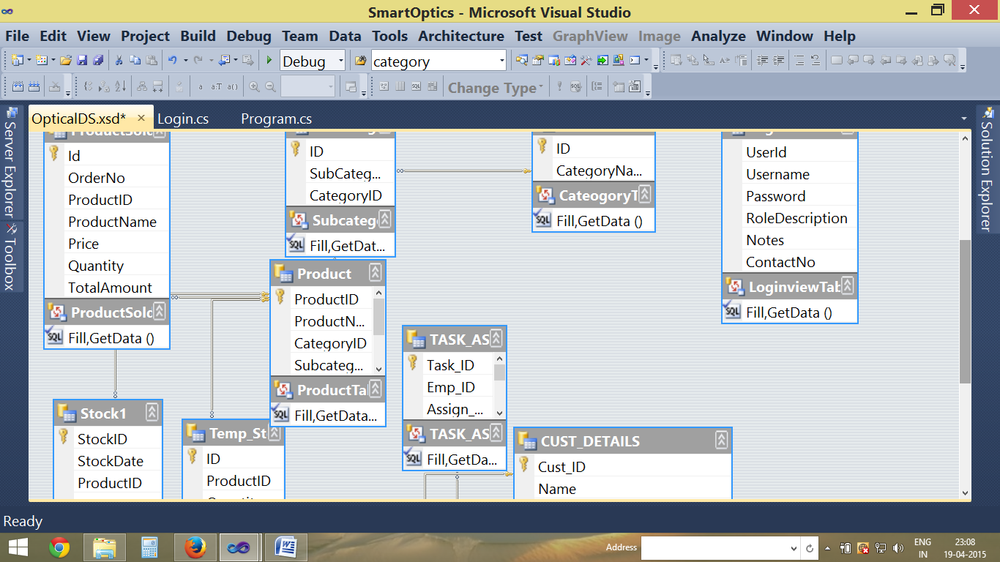 SmartOptics - Microsoft Visual Studio
File Edit View Project Build Debug Team Data Tools Architecture Test GraphView Image Analyze Window Help
Debug category
Change Type
OpticalDS.xsd* × Login.cs Program.cs
Server Explorer
Toolbox
Solution Explorer
ProductSold
Id
OrderNo
ProductID
ProductName
Price
Quantity
TotalAmount
ProductSold
Fill,GetData ()
ID
SubCateg...
CategoryID
Subcateg
Fill,GetDat...
ID
CategoryNa...
CateogoryT
Fill,GetData ()
UserId
Username
Password
RoleDescription
Notes
ContactNo
LoginviewTab
Fill,GetData ()
Product
ProductID
ProductN...
CategoryID
Subcateg...
ProductTa
Fill,GetData...
TASK_AS
Task_ID
Emp_ID
Assign_...
TASK_AS
Fill,GetDa...
Stock1
StockID
StockDate
ProductID
Temp_St
ID
ProductID
CUST_DETAILS
Cust_ID
Name
Ready
Address
ENG
IN
23:08
19-04-2015